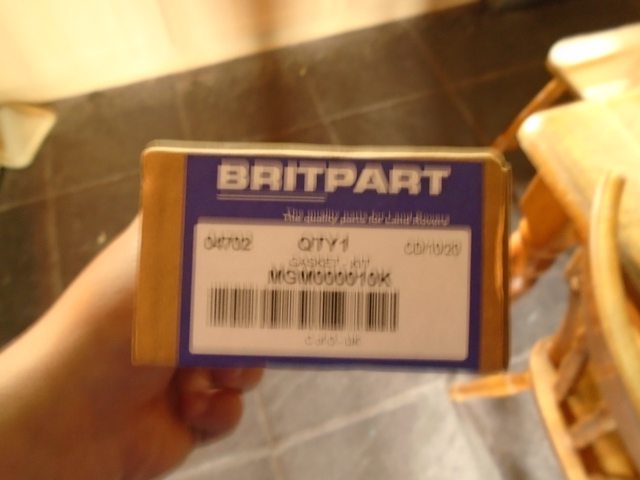 BRITPART
The quality parts for Land Rovers
04702 QTY1
GASKET - KIT
MGM000010K